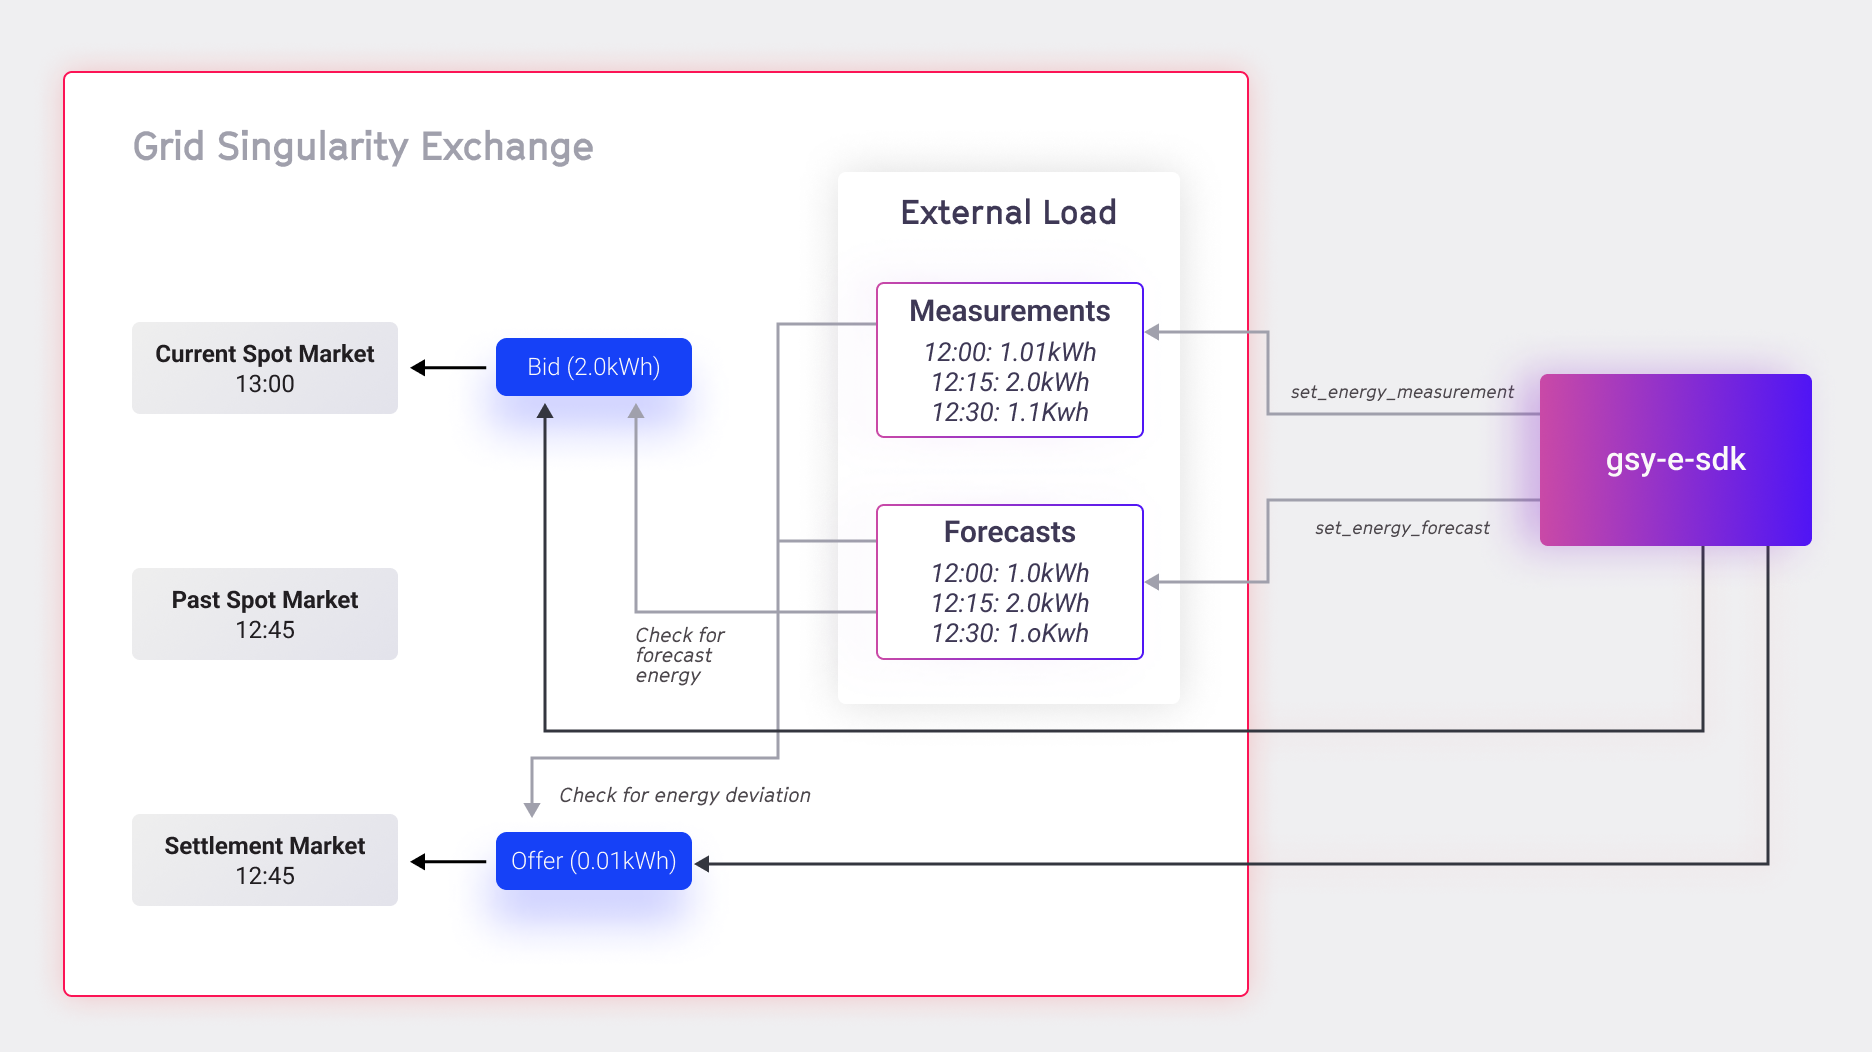 Grid Singularity Exchange
External Load
Measurements
12:00: 1.01kWh
12:15: 2.0kWh
12:30: 1.1Kwh
Current Spot Market
13:00
Bid (2.0kWh)
set_energy_measurement
gsy-e-sdk
set_energy_forecast
Forecasts
12:00: 1.0kWh
12:15: 2.0kWh
12:30: 1.oKwh
Past Spot Market
12:45
Check for
forecast
energy
Check for energy deviation
Settlement Market
12:45
Offer (0.01kWh)